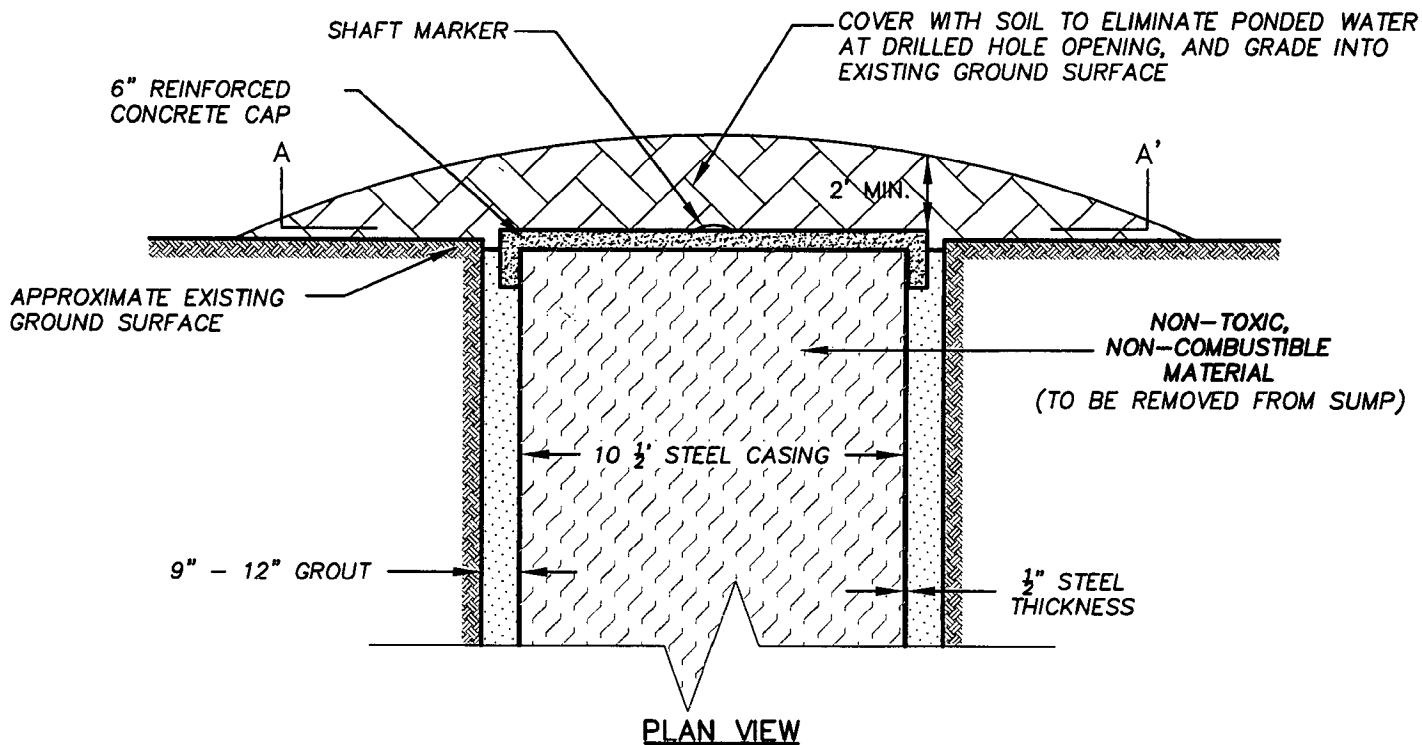 SHAFT MARKER
COVER WITH SOIL TO ELIMINATE PONDED WATER
AT DRILLED HOLE OPENING, AND GRADE INTO
EXISTING GROUND SURFACE
6" REINFORCED
CONCRETE CAP
A
A'
2' MIN.
APPROXIMATE EXISTING
GROUND SURFACE
NON-TOXIC,
NON-COMBUSTIBLE
MATERIAL
(TO BE REMOVED FROM SUMP)
10 1/2' STEEL CASING
9" - 12" GROUT
1/2" STEEL
THICKNESS
PLAN VIEW